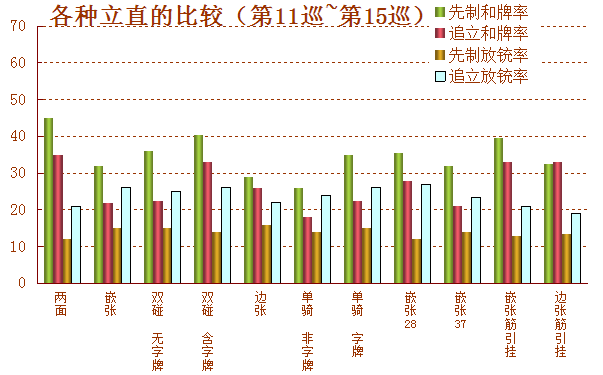 各种立直的比较（第11巡~第15巡）
先制和牌率
追立和牌率
先制放铳率
追立放铳率
70
60
50
40
30
20
10
0
两面
嵌张
双碰 无字牌
双碰 含字牌
边张
单骑 非字牌
单骑 字牌
嵌张28
嵌张37
嵌张筋引挂
边张筋引挂